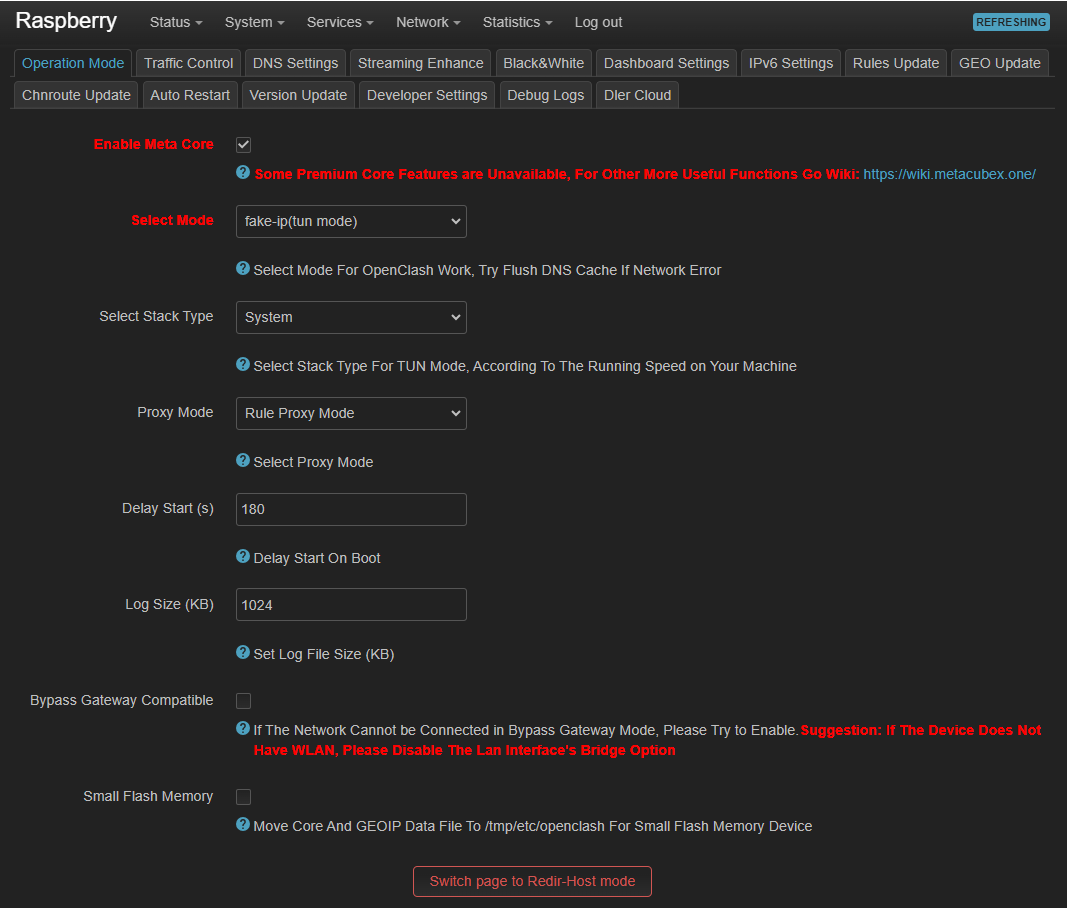 Raspberry Status System Services Network Statistics Log out REFRESHING
Operation Mode Traffic Control DNS Settings Streaming Enhance Black&White Dashboard Settings IPv6 Settings Rules Update GEO Update
Chnroute Update Auto Restart Version Update Developer Settings Debug Logs Dler Cloud
Enable Meta Core
Some Premium Core Features are Unavailable, For Other More Useful Functions Go Wiki: https://wiki.metacubex.one/
Select Mode fake-ip(tun mode)
Select Mode For OpenClash Work, Try Flush DNS Cache If Network Error
Select Stack Type System
Select Stack Type For TUN Mode, According To The Running Speed on Your Machine
Proxy Mode Rule Proxy Mode
Select Proxy Mode
Delay Start (s) 180
Delay Start On Boot
Log Size (KB) 1024
Set Log File Size (KB)
Bypass Gateway Compatible
If The Network Cannot be Connected in Bypass Gateway Mode, Please Try to Enable.Suggestion: If The Device Does Not
Have WLAN, Please Disable The Lan Interface's Bridge Option
Small Flash Memory
Move Core And GEOIP Data File To /tmp/etc/openclash For Small Flash Memory Device
Switch page to Redir-Host mode